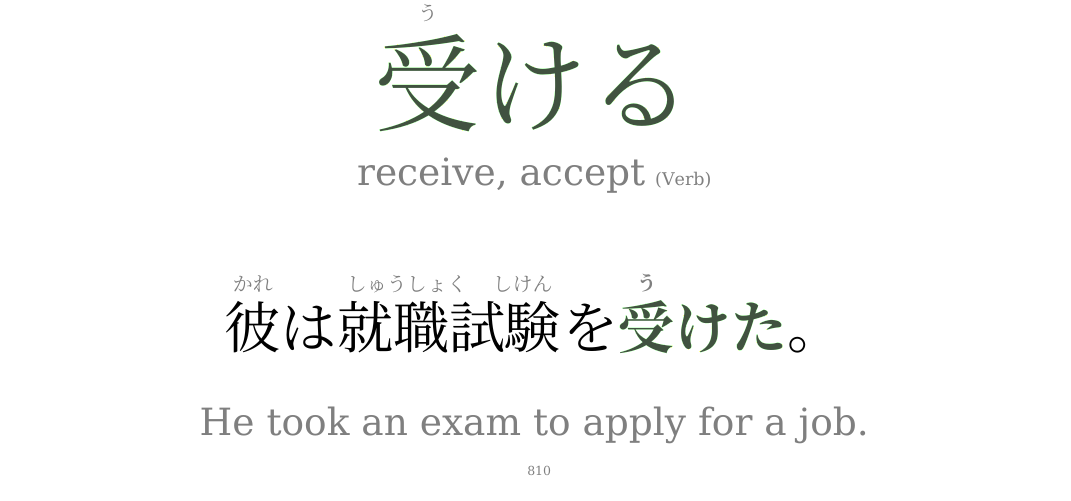 う
受ける
receive, accept (Verb)
かれ しゅうしょく しけん う
彼は就職試験を受けた。
He took an exam to apply for a job.
810